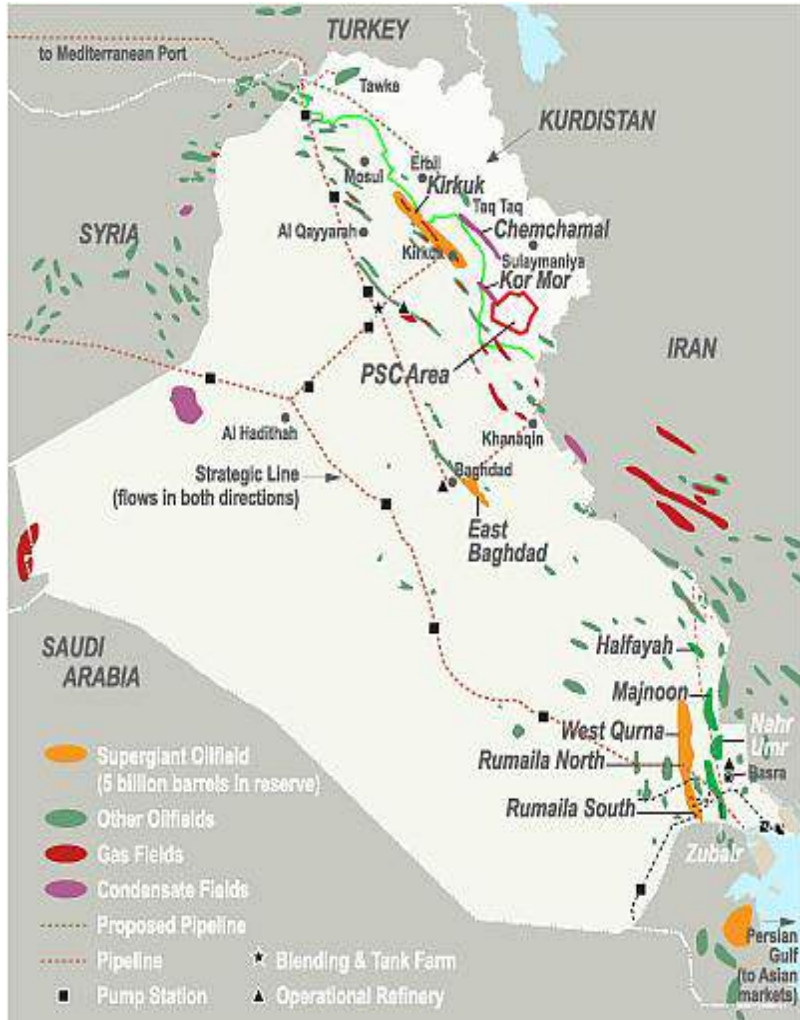 TURKEY
to Mediterranean Port
Tawke
KURDISTAN
Mosul
Erbil
Kirkuk
Taq Taq
Chemchamal
SYRIA
Al Qayyarah
Kirkuk
Sulaymaniya
Kor Mor
IRAN
PSC Area
Al Hadithah
Khanaqin
Strategic Line
(flows in both directions)
Baghdad
East
Baghdad
SAUDI
ARABIA
Halfayah
Majnoon
West Qurna
Nahr
Umr
Rumaila North
Basra
Rumaila South
Zubair
Supergiant Oilfield
(5 billion barrels in reserve)
Other Oilfields
Gas Fields
Condensate Fields
Proposed Pipeline
Pipeline
Blending & Tank Farm
Pump Station
Operational Refinery
Persian
Gulf
(to Asian
markets)